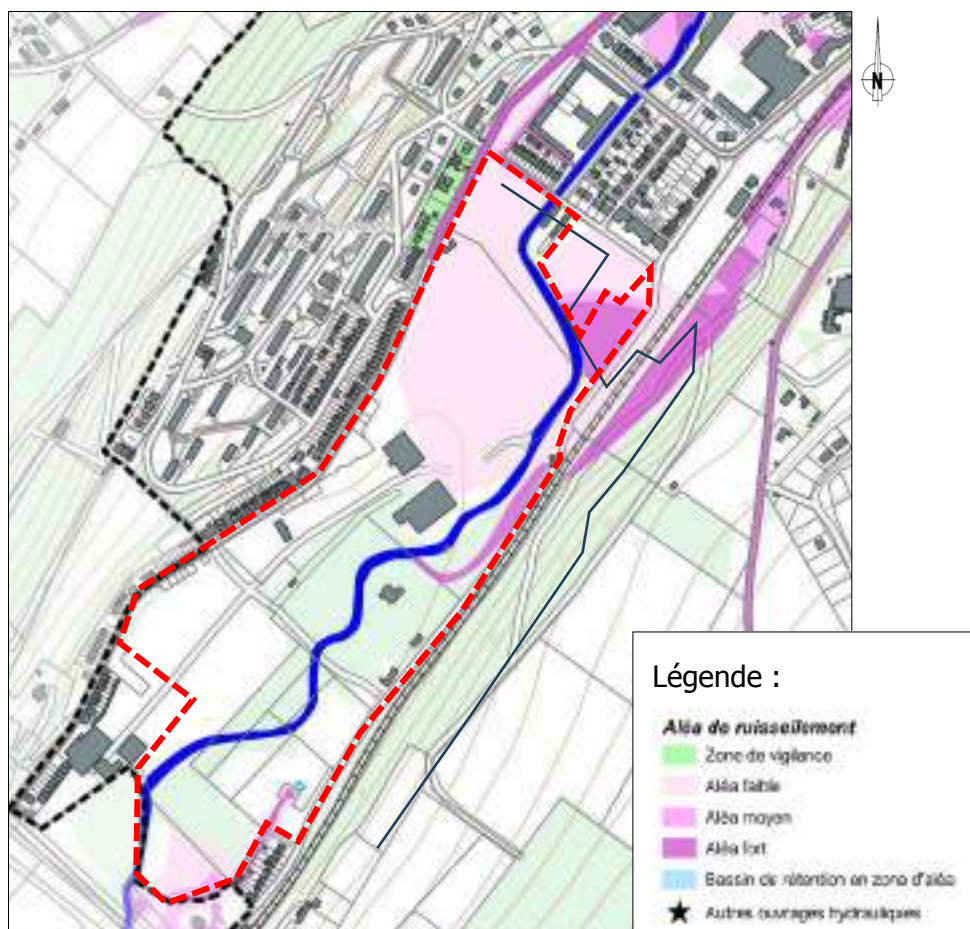 N
Légende :
Aléa de ruissellement
Zone de vigilance
Aléa faible
Aléa moyen
Aléa fort
Bassin de rétention en zone d'aléa
Autres ouvrages hydrauliques